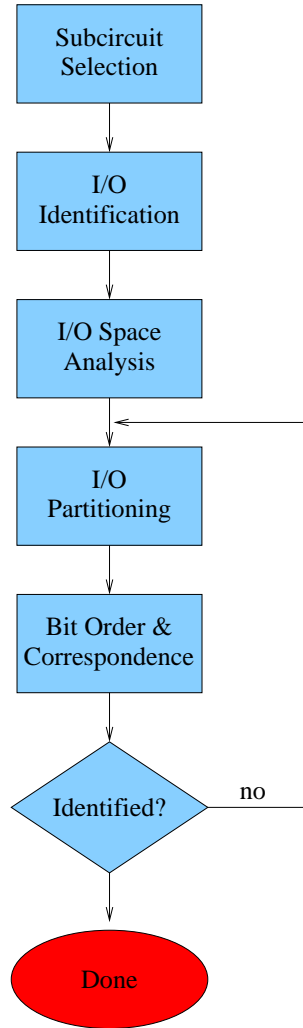 Subcircuit
Selection
I/O
Identification
I/O Space
Analysis
I/O
Partitioning
Bit Order &
Correspondence
Identified?
no
Done